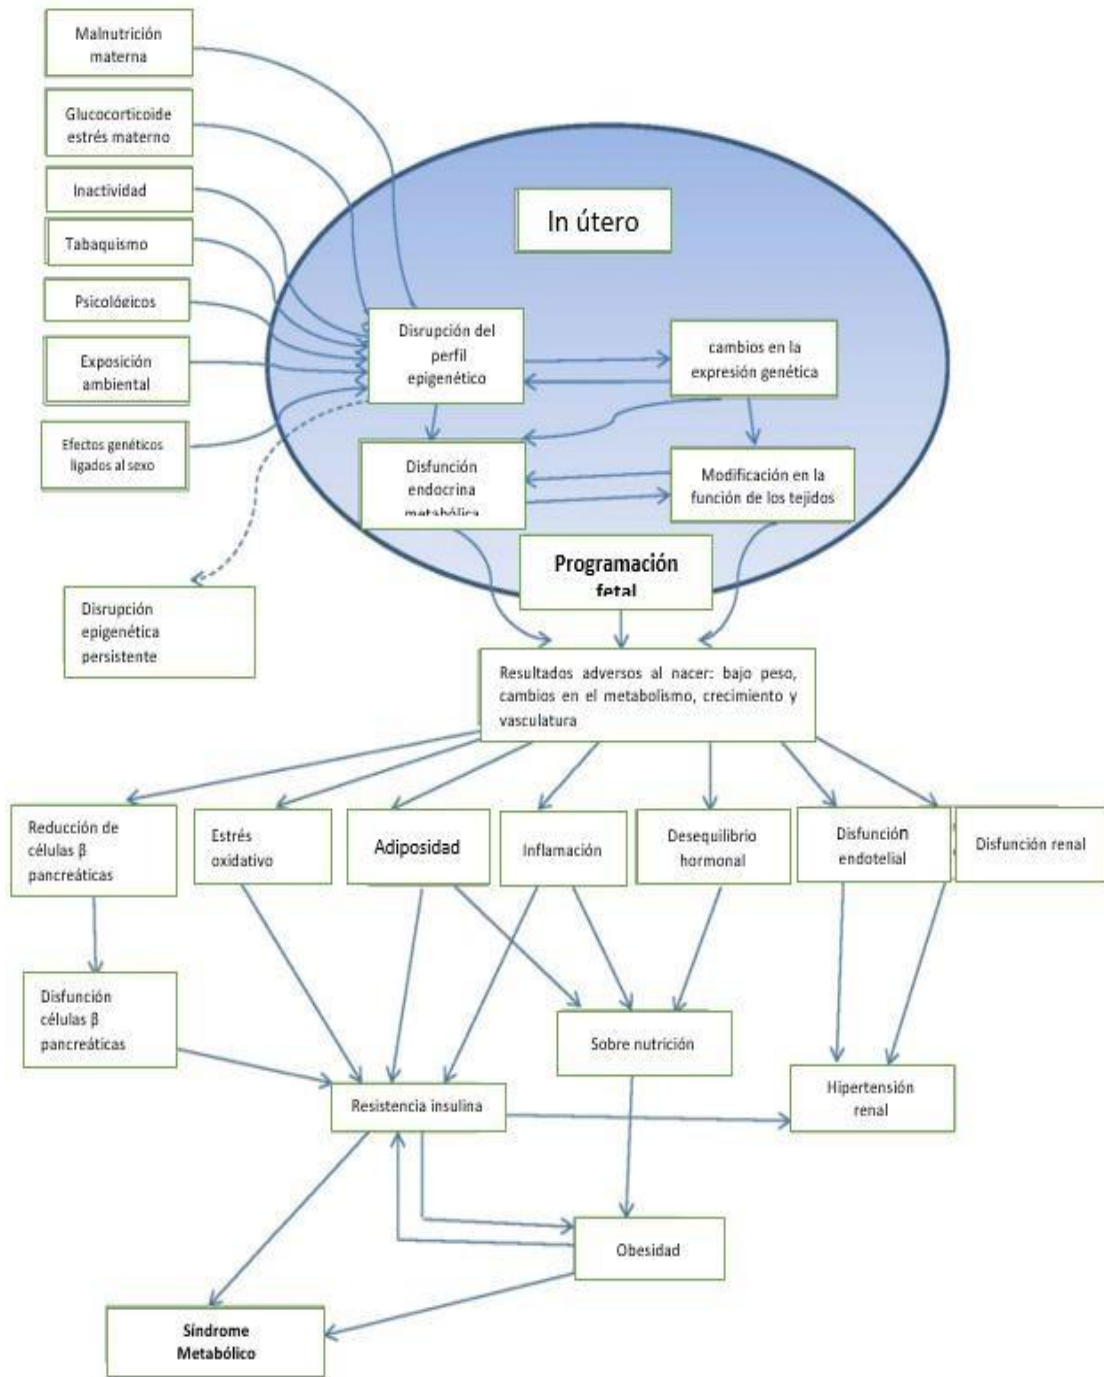 Malnutrición
materna
Glucocorticoide
estrés materno
Inactividad
Tabaquismo
Psicológicos
Exposición
ambiental
Efectos genéticos
ligados al sexo
In útero
Disrupción del
perfil
epigenético
cambios en la
expresión genética
Disfunción
endocrina
metabólica
Modificación en la
función de los tejidos
Programación
fetal
Disrupción
epigenética
persistente
Resultados adversos al nacer: bajo peso,
cambios en el metabolismo, crecimiento y
vasculatura
Reducción de
células β
pancreáticas
Estrés
oxidativo
Adiposidad
Inflamación
Desequilibrio
hormonal
Disfunción
endotelial
Disfunción renal
Disfunción
células β
pancreáticas
Sobre nutrición
Resistencia insulina
Hipertensión
renal
Obesidad
Síndrome
Metabólico